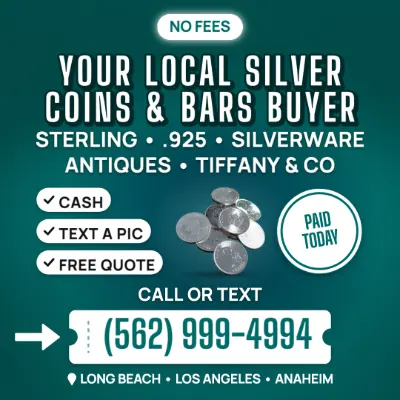 NO FEES
YOUR LOCAL SILVER
COINS & BARS BUYER
STERLING • .925 • SILVERWARE
ANTIQUES • TIFFANY & CO
CASH
TEXT A PIC
FREE QUOTE
PAID
TODAY
CALL OR TEXT
(562) 999-4994
LONG BEACH • LOS ANGELES • ANAHEIM